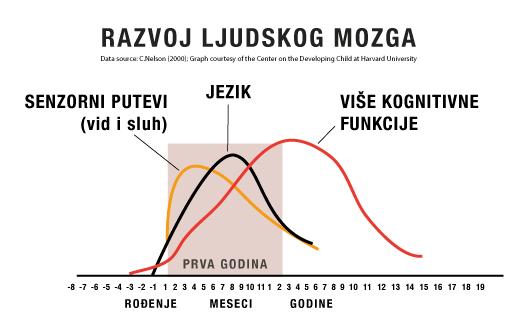 RAZVOJ LJUDSKOG MOZGA
Data source: C.Nelson (2000); Graph courtesy of the Center on the Developing Child at Harvard University
JEZIK
SENZORNI PUTEVI
(vid i sluh)
VIŠE KOGNITIVNE
FUNKCIJE
PRVA GODINA
-8 -7 -6 -5 -4 -3 -2 -1 1 2 3 4 5 6 7 8 9 10 11 1 2 3 4 5 6 7 8 9 10 11 12 13 14 15 16 17 18 19
ROĐENJE MESECI GODINE